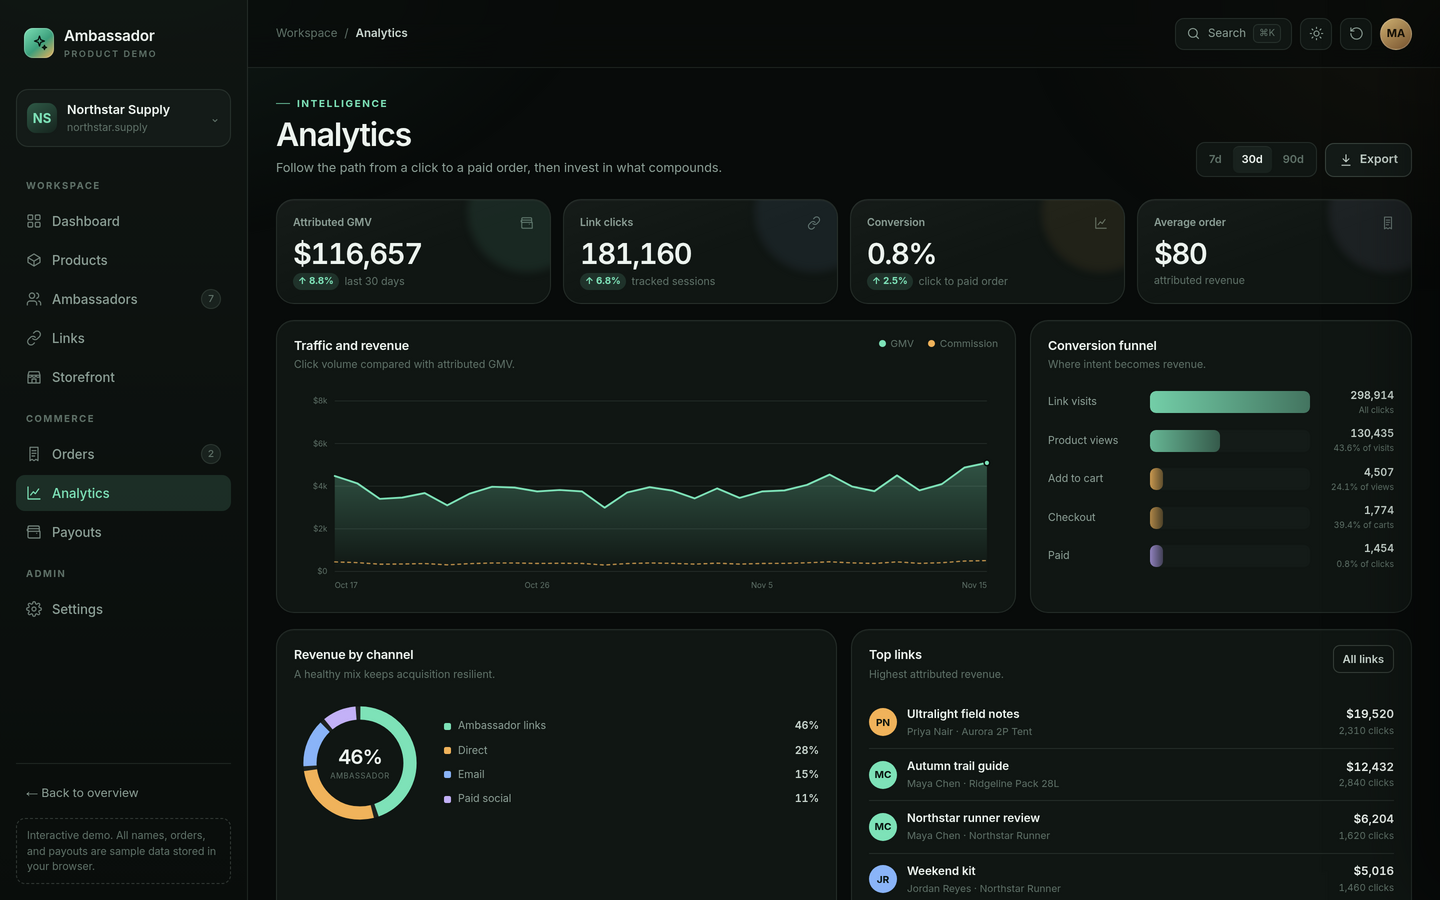 Ambassador
PRODUCT DEMO
NS
Northstar Supply
northstar.supply
WORKSPACE
Dashboard
Products
Ambassadors 7
Links
Storefront
COMMERCE
Orders 2
Analytics
Payouts
ADMIN
Settings
← Back to overview
Interactive demo. All names, orders,
and payouts are sample data stored in
your browser.
Workspace / Analytics
Search ⌘K
MA
INTELLIGENCE
Analytics
Follow the path from a click to a paid order, then invest in what compounds.
7d 30d 90d
Export
Attributed GMV
$116,657
↑ 8.8% last 30 days
Link clicks
181,160
↑ 6.8% tracked sessions
Conversion
0.8%
↑ 2.5% click to paid order
Average order
$80
attributed revenue
Traffic and revenue
Click volume compared with attributed GMV.
GMV Commission
$8k
$6k
$4k
$2k
$0
Oct 17 Oct 26 Nov 5 Nov 15
Conversion funnel
Where intent becomes revenue.
Link visits 298,914
All clicks
Product views 130,435
43.6% of visits
Add to cart 4,507
24.1% of views
Checkout 1,774
39.4% of carts
Paid 1,454
0.8% of clicks
Revenue by channel
A healthy mix keeps acquisition resilient.
46%
AMBASSADOR
Ambassador links 46%
Direct 28%
Email 15%
Paid social 11%
Top links
Highest attributed revenue.
All links
PN
Ultralight field notes $19,520
Priya Nair · Aurora 2P Tent 2,310 clicks
MC
Autumn trail guide $12,432
Maya Chen · Ridgeline Pack 28L 2,840 clicks
MC
Northstar runner review $6,204
Maya Chen · Northstar Runner 1,620 clicks
JR
Weekend kit $5,016
Jordan Reyes · Northstar Runner 1,460 clicks